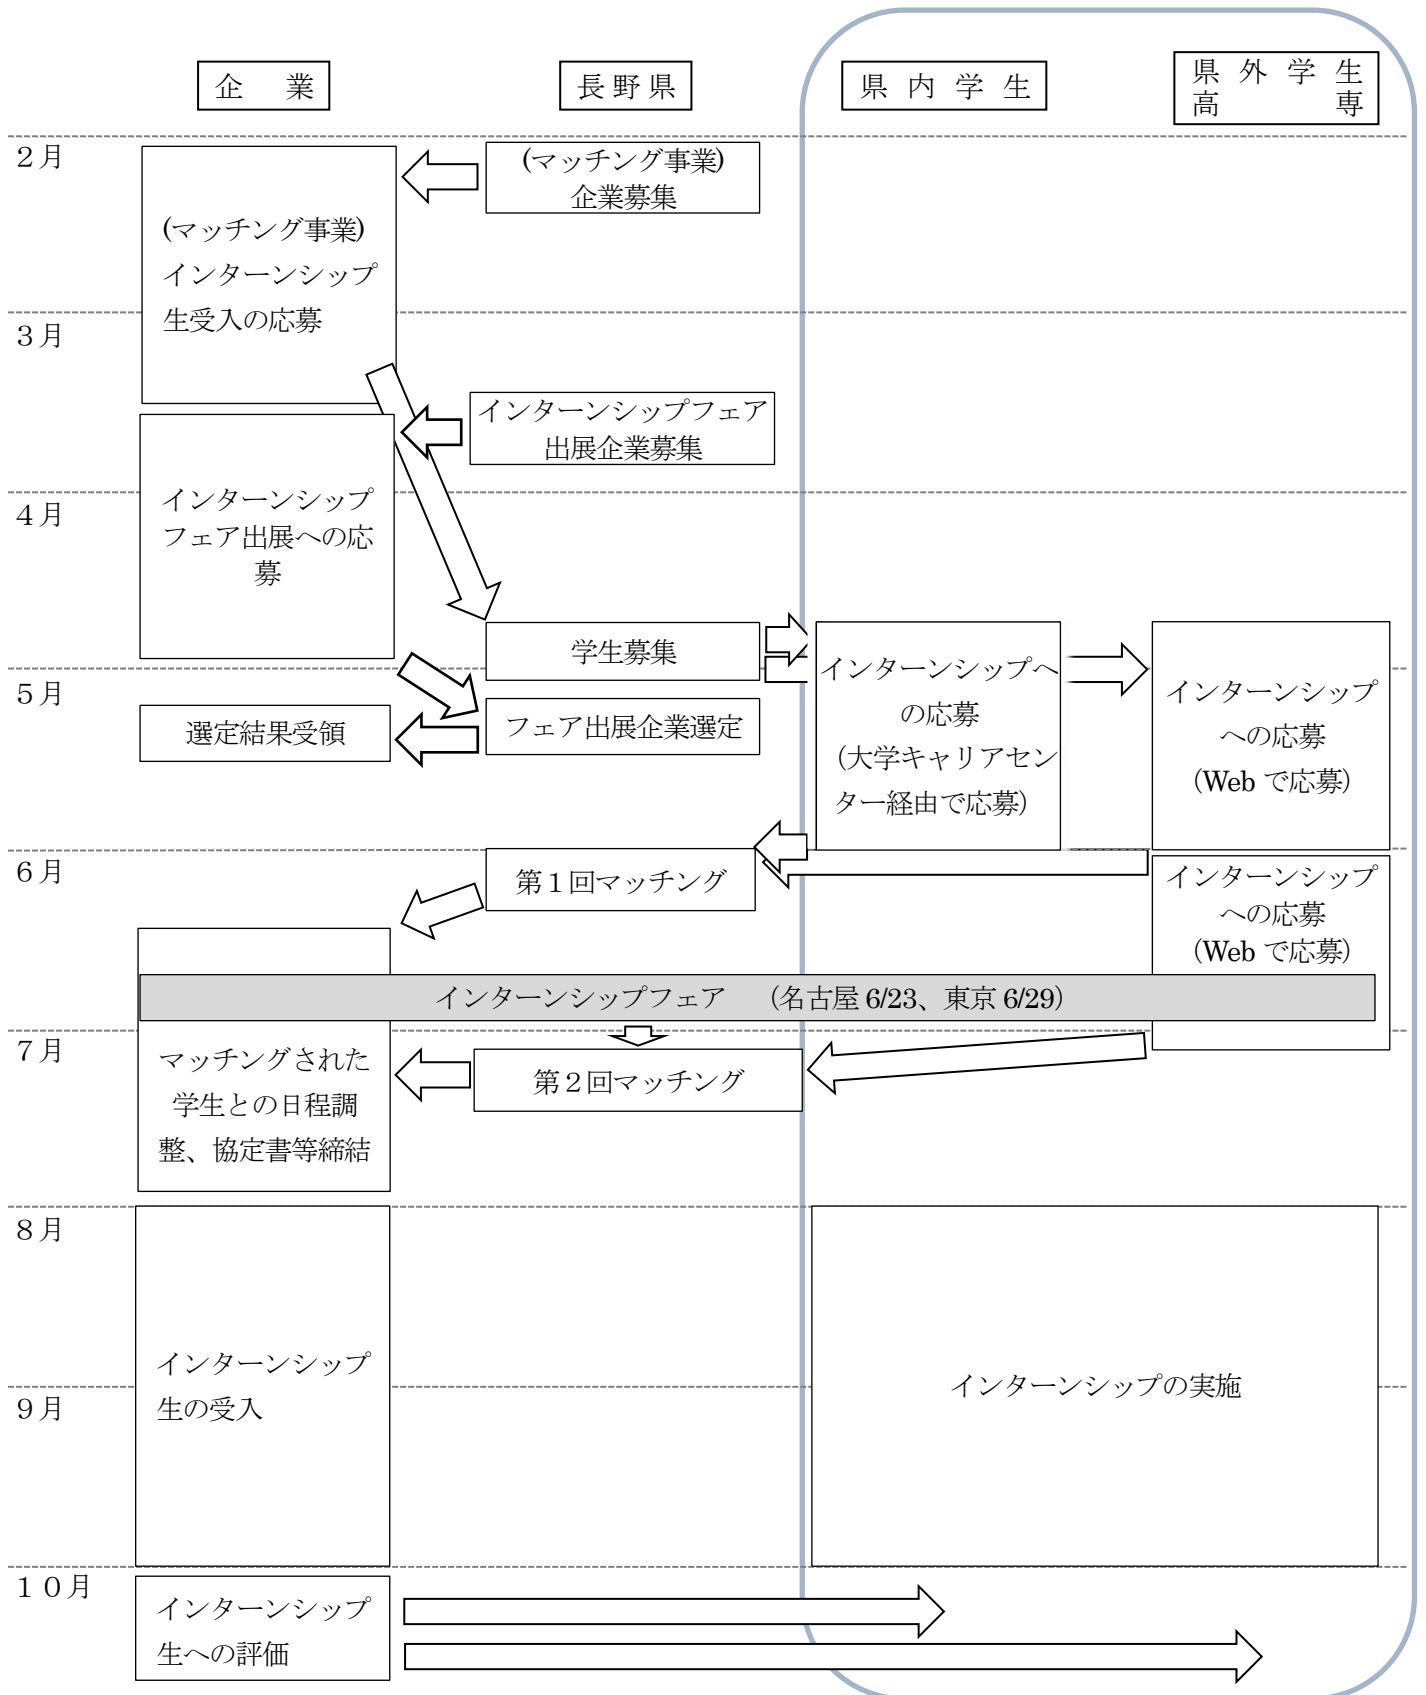 企　業
長野県
県内学生
県外学生
高専
２月
(マッチング事業)
企業募集
(マッチング事業)
インターンシップ
生受入の応募
３月
インターンシップフェア
出展企業募集
４月
インターンシップ
フェア出展への応
募
学生募集
インターンシップへ
の応募
（大学キャリアセン
ター経由で応募）
インターンシップ
への応募
（Web で応募）
５月
選定結果受領
フェア出展企業選定
６月
第１回マッチング
インターンシップ
への応募
（Web で応募）
インターンシップフェア　（名古屋 6/23、東京 6/29）
７月
マッチングされた
学生との日程調
整、協定書等締結
第２回マッチング
８月
インターンシップ
生の受入
インターンシップの実施
９月
１０月
インターンシップ
生への評価